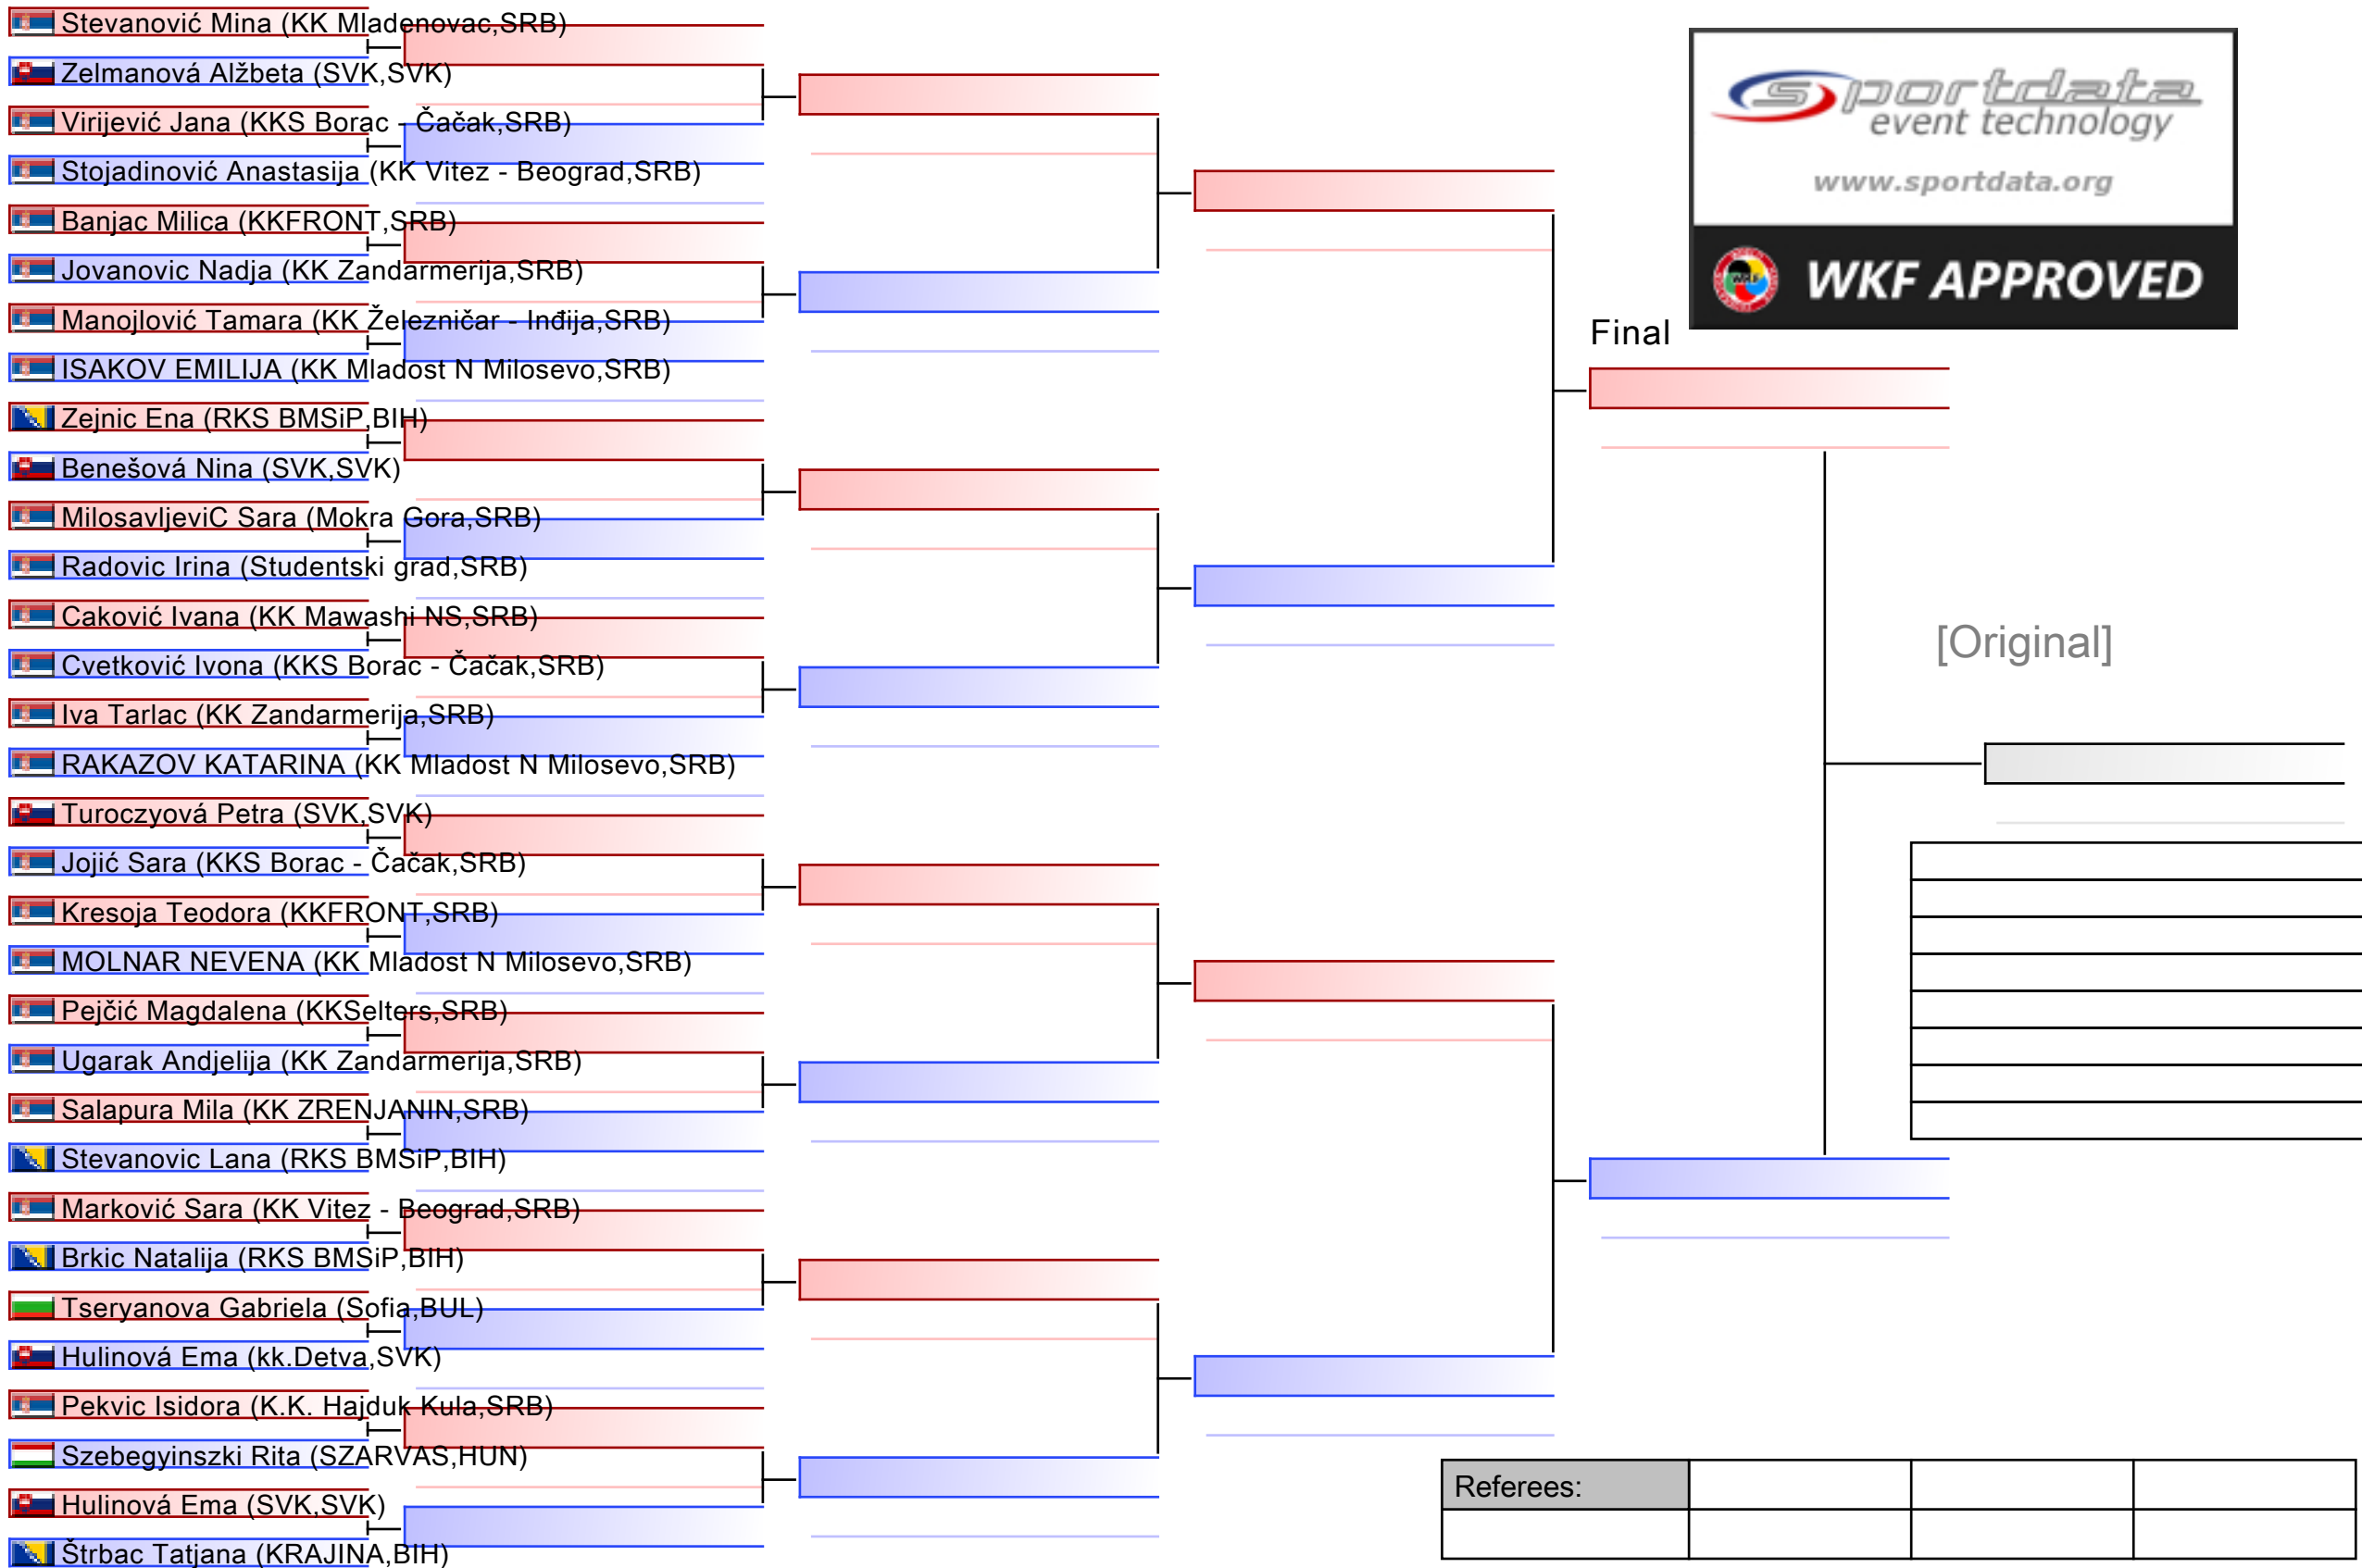 Stevanović Mina (KK Mladenovac,SRB)
Zelmanová Alžbeta (SVK,SVK)
Virijević Jana (KKS Borac - Čačak,SRB)
Stojadinović Anastasija (KK Vitez - Beograd,SRB)
Banjac Milica (KKFRONT,SRB)
Jovanovic Nadja (KK Zandarmerija,SRB)
Manojlović Tamara (KK Železničar - Inđija,SRB)
ISAKOV EMILIJA (KK Mladost N Milosevo,SRB)
Zejnic Ena (RKS BMSiP,BIH)
Benešová Nina (SVK,SVK)
MilosavljeviC Sara (Mokra Gora,SRB)
Radovic Irina (Studentski grad,SRB)
Caković Ivana (KK Mawashi NS,SRB)
Cvetković Ivona (KKS Borac - Čačak,SRB)
Iva Tarlac (KK Zandarmerija,SRB)
RAKAZOV KATARINA (KK Mladost N Milosevo,SRB)
Turoczyová Petra (SVK,SVK)
Jojić Sara (KKS Borac - Čačak,SRB)
Kresoja Teodora (KKFRONT,SRB)
MOLNAR NEVENA (KK Mladost N Milosevo,SRB)
Pejčić Magdalena (KKSelters,SRB)
Ugarak Andjelija (KK Zandarmerija,SRB)
Salapura Mila (KK ZRENJANIN,SRB)
Stevanovic Lana (RKS BMSiP,BIH)
Marković Sara (KK Vitez - Beograd,SRB)
Brkic Natalija (RKS BMSiP,BIH)
Tseryanova Gabriela (Sofia,BUL)
Hulinová Ema (kk.Detva,SVK)
Pekvic Isidora (K.K. Hajduk Kula,SRB)
Szebegyinszki Rita (SZARVAS,HUN)
Hulinová Ema (SVK,SVK)
Štrbac Tatjana (KRAJINA,BIH)
sportdata
event technology
www.sportdata.org
WKF
WKF APPROVED
Final
[Original]
Referees: